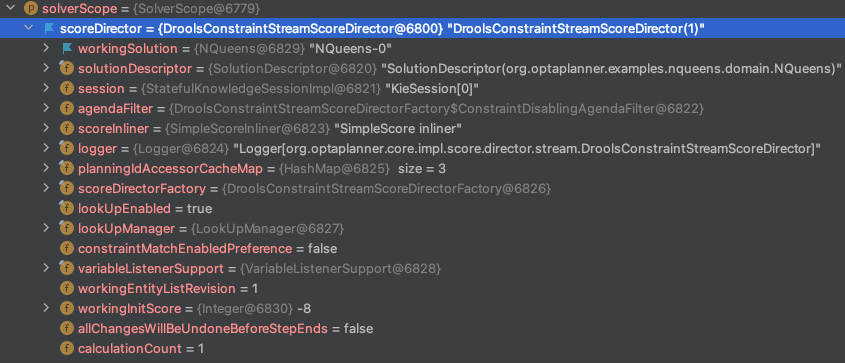 solverScope = {SolverScope@6779}
scoreDirector = {DroolsConstraintStreamScoreDirector@6800} "DroolsConstraintStreamScoreDirector(1)"
workingSolution = {NQueens@6829} "NQueens-0"
solutionDescriptor = {SolutionDescriptor@6820} "SolutionDescriptor(org.optaplanner.examples.nqueens.domain.NQueens)"
session = {StatefulKnowledgeSessionImpl@6821} "KieSession[0]"
agendaFilter = {DroolsConstraintStreamScoreDirectorFactory$ConstraintDisablingAgendaFilter@6822}
scoreInliner = {SimpleScoreInliner@6823} "SimpleScore inliner"
logger = {Logger@6824} "Logger[org.optaplanner.core.impl.score.director.stream.DroolsConstraintStreamScoreDirector]"
planningIdAccessorCacheMap = {HashMap@6825} size = 3
scoreDirectorFactory = {DroolsConstraintStreamScoreDirectorFactory@6826}
lookUpEnabled = true
lookUpManager = {LookUpManager@6827}
constraintMatchEnabledPreference = false
variableListenerSupport = {VariableListenerSupport@6828}
workingEntityListRevision = 1
workingInitScore = {Integer@6830} -8
allChangesWillBeUndoneBeforeStepEnds = false
calculationCount = 1